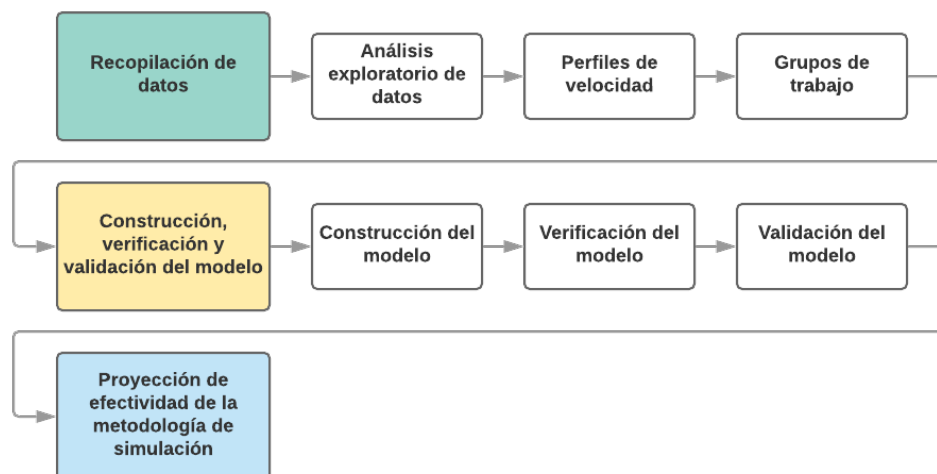 Recopilación de
datos
Análisis
exploratorio de
datos
Perfiles de
velocidad
Grupos de
trabajo
Construcción,
verificación y
validación del modelo
Construcción del
modelo
Verificación del
modelo
Validación del
modelo
Proyección de
efectividad de la
metodología de
simulación